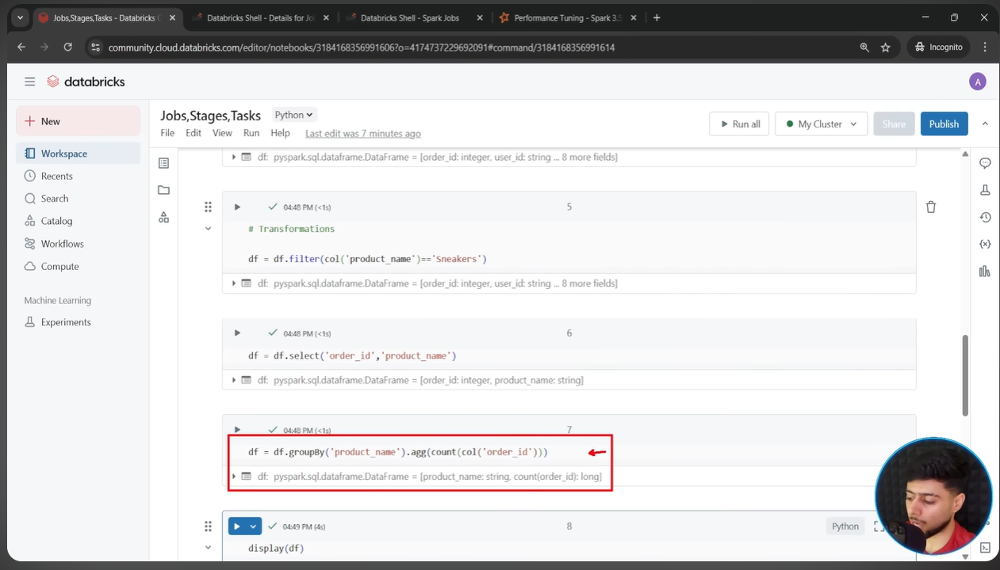 Jobs,Stages,Tasks - Databricks C
Databricks Shell - Details for Jo
Databricks Shell - Spark Jobs
Performance Tuning - Spark 3.5
community.cloud.databricks.com/editor/notebooks/3184168356991606?o=4174737229692091#command/3184168356991614
Incognito
databricks
A
New
Workspace
Recents
Search
Catalog
Workflows
Compute
Machine Learning
Experiments
Jobs,Stages,Tasks
Python
File Edit View Run Help Last edit was 7 minutes ago
Run all
My Cluster
Share
Publish
df: pyspark.sql.dataframe.DataFrame = [order_id: integer, user_id: string ... 8 more fields]
04:48 PM (<1s) 5
# Transformations
df = df.filter(col('product_name')=='Sneakers')
df: pyspark.sql.dataframe.DataFrame = [order_id: integer, user_id: string ... 8 more fields]
04:48 PM (<1s) 6
df = df.select('order_id','product_name')
df: pyspark.sql.dataframe.DataFrame = [order_id: integer, product_name: string]
04:48 PM (<1s) 7
df = df.groupBy('product_name').agg(count(col('order_id')))
df: pyspark.sql.dataframe.DataFrame = [product_name: string, count(order_id): long]
04:49 PM (4s) 8 Python
display(df)